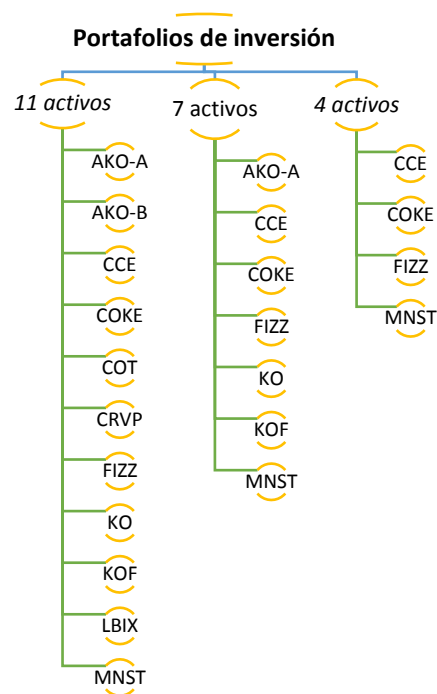 Portafolios de inversión
11 activos
AKO-A
AKO-B
CCE
COKE
COT
CRVP
FIZZ
KO
KOF
LBIX
MNST
7 activos
AKO-A
CCE
COKE
FIZZ
KO
KOF
MNST
4 activos
CCE
COKE
FIZZ
MNST